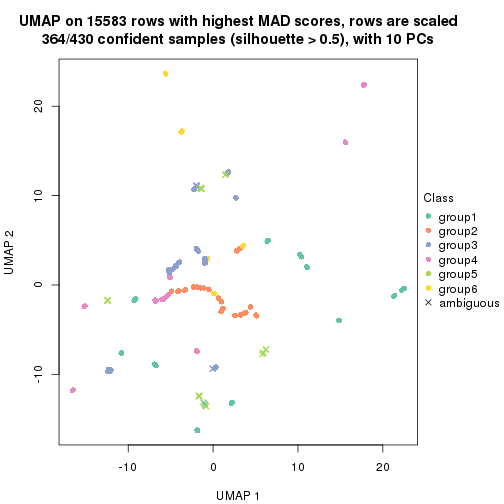 UMAP on 15583 rows with highest MAD scores, rows are scaled
364/430 confident samples (silhouette > 0.5), with 10 PCs
20
10
0
-10
UMAP 2
-10
0
10
20
UMAP 1
Class
group1
group2
group3
group4
group5
group6
ambiguous